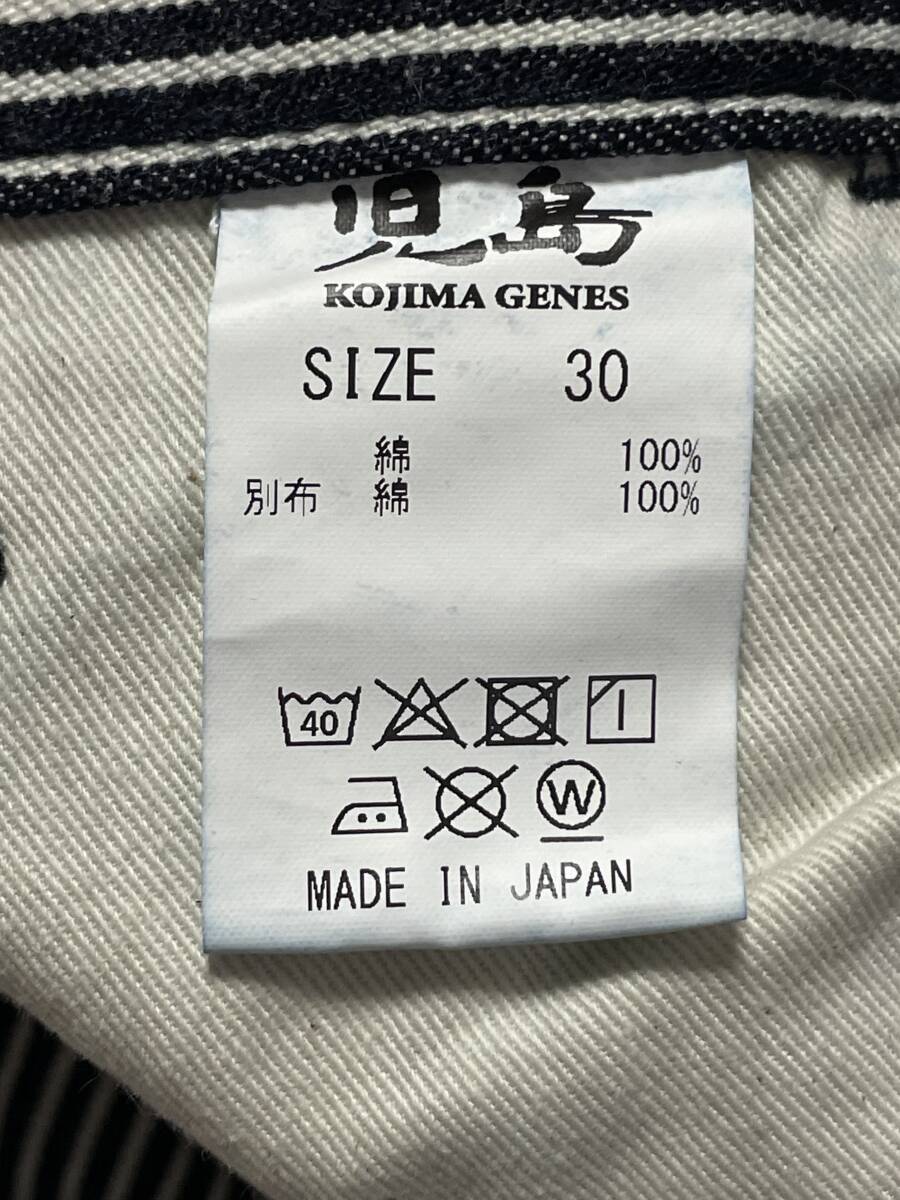 児島
KOJIMA GENES
SIZE 30
綿 100%
別布 綿 100%
40
W
MADE IN JAPAN